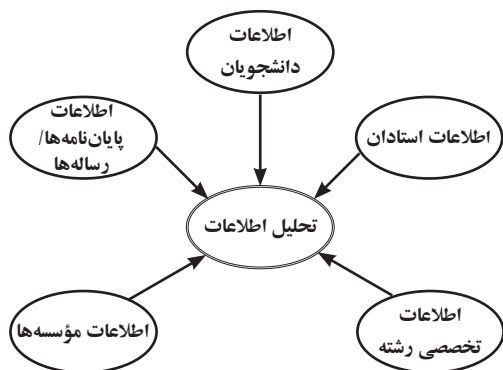 اطلاعات
دانشجویان
اطلاعات
پایان‌نامه‌ها/
رساله‌ها
اطلاعات استادان
تحلیل اطلاعات
اطلاعات مؤسسه‌ها
اطلاعات
تخصصی رشته